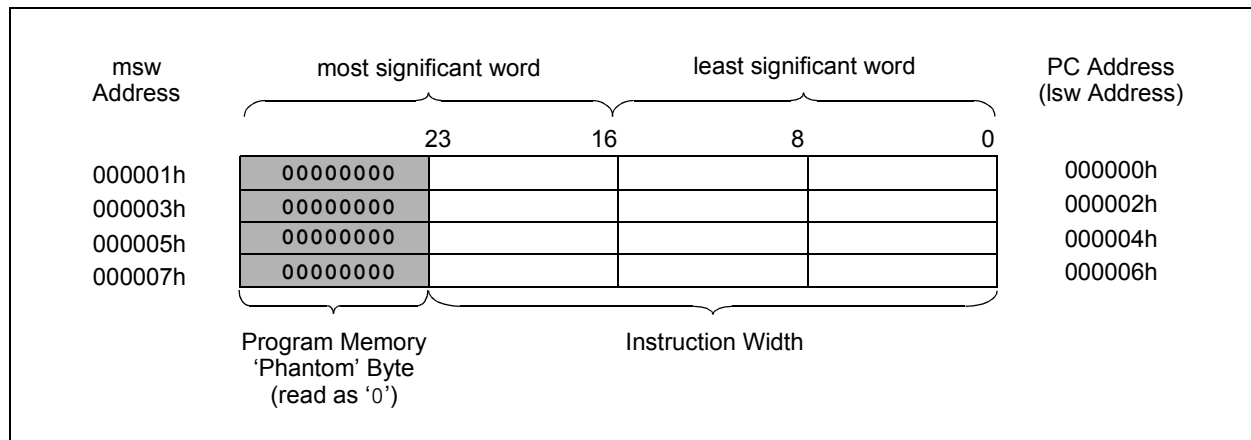 msw
Address
most significant word
least significant word
PC Address
(lsw Address)
23
16
8
0
000001h
00000000
000000h
000003h
00000000
000002h
000005h
00000000
000004h
000007h
00000000
000006h
Program Memory
‘Phantom’ Byte
(read as ‘0’)
Instruction Width